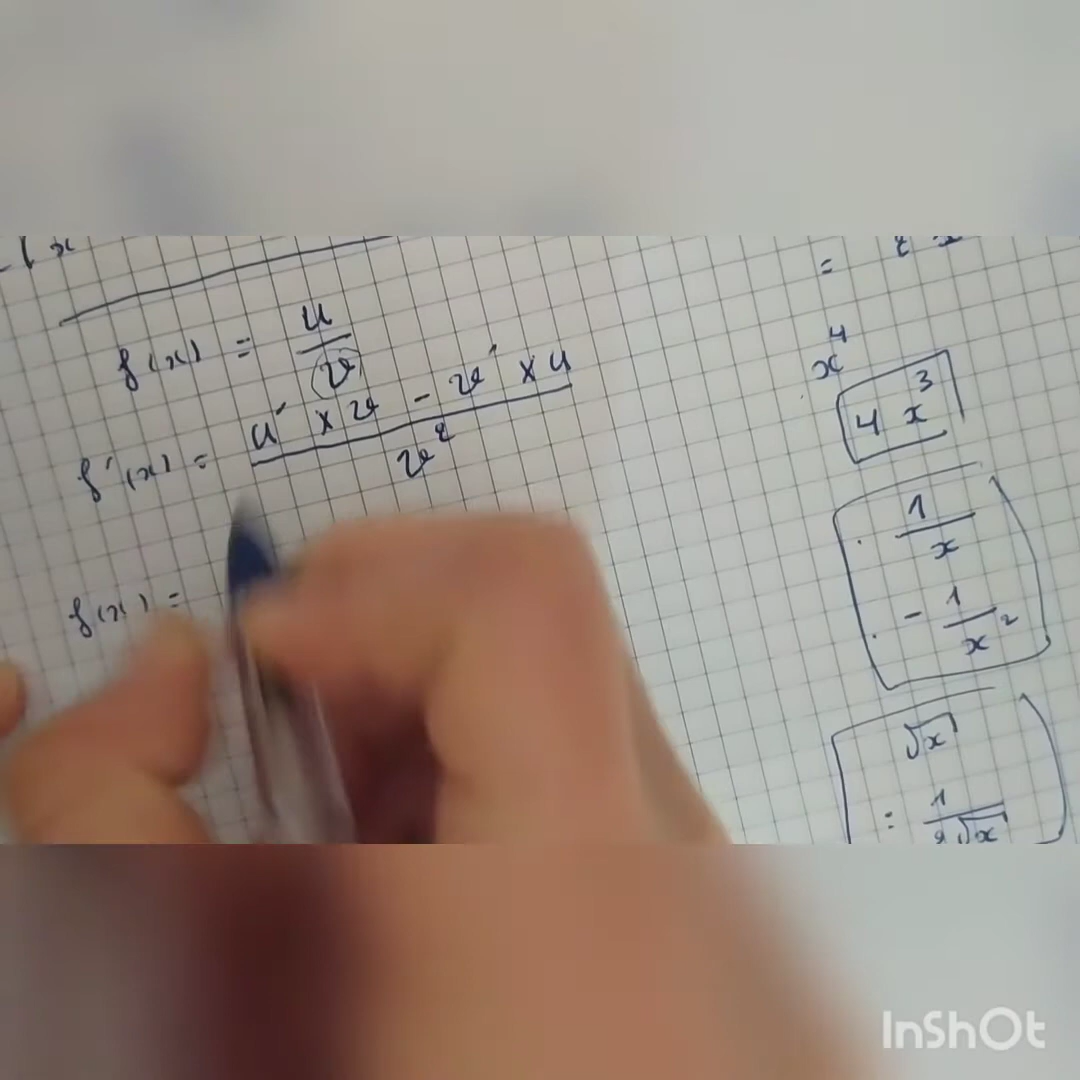 f(x) = u/v
f'(x) = (u' × v - v' × u)/v²
f(x) =
x⁴
4x³
1/x
- 1/x²
√x
= 1/2√x
InShOt